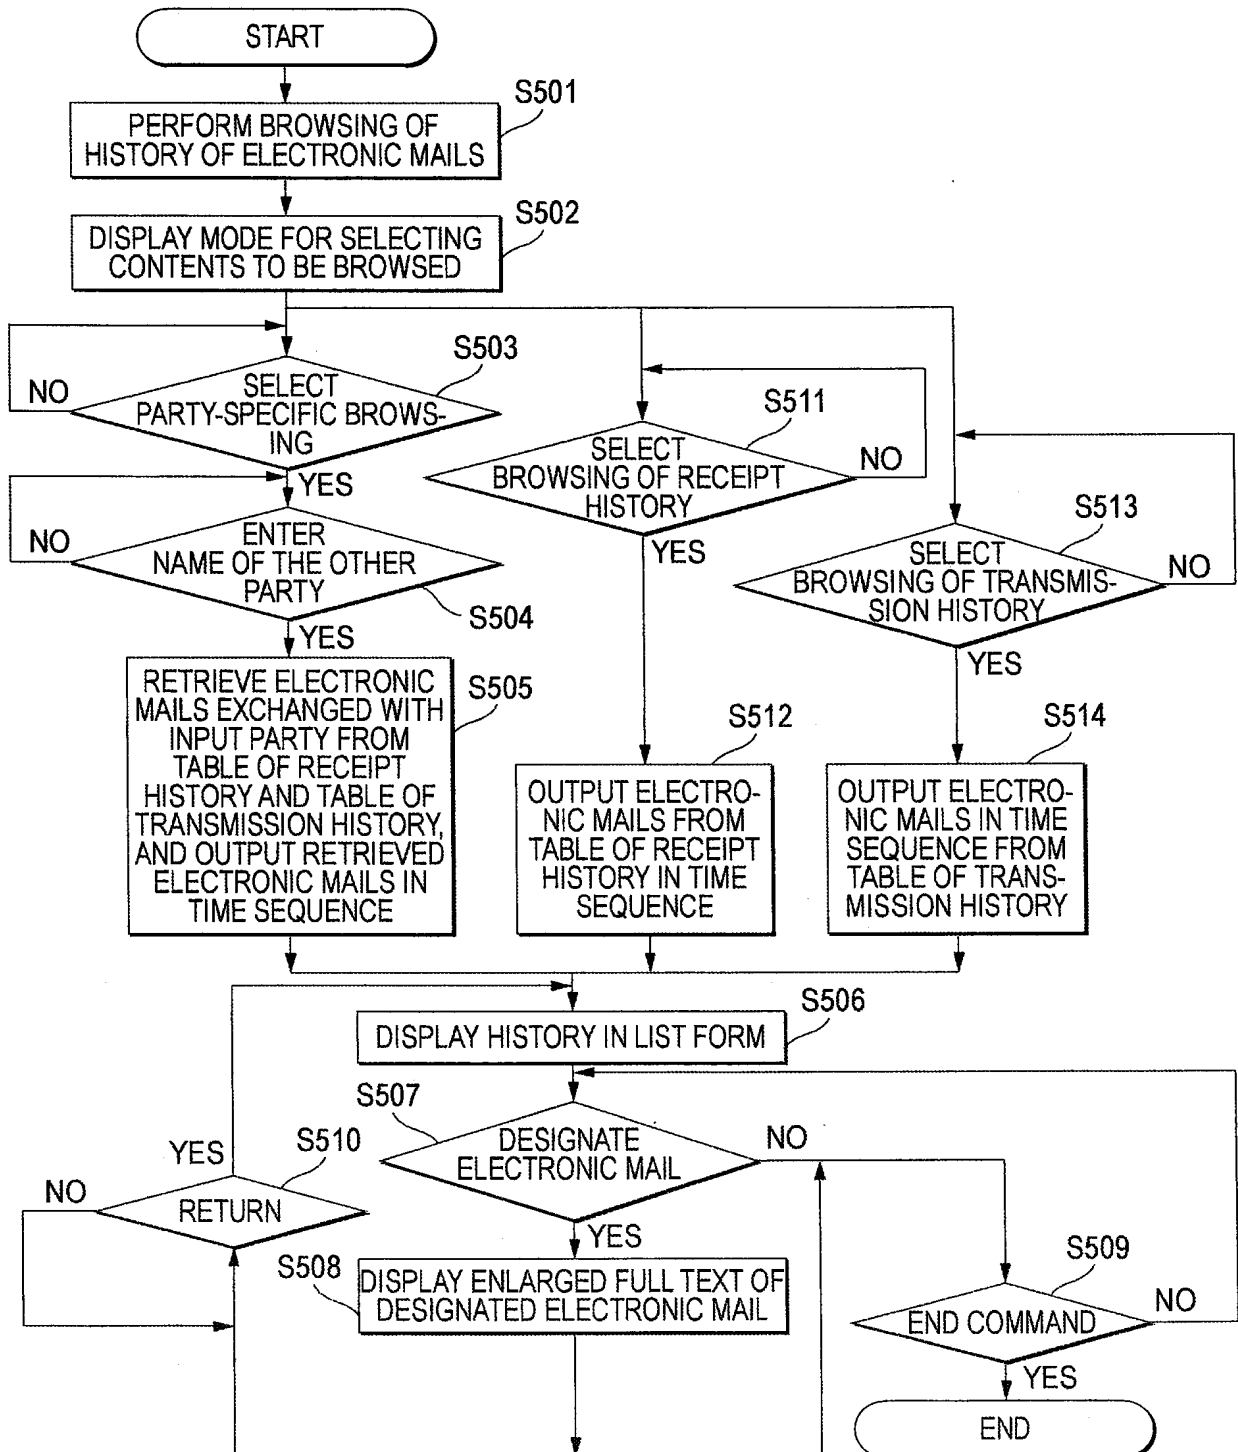 START
S501
PERFORM BROWSING OF
HISTORY OF ELECTRONIC MAILS
S502
DISPLAY MODE FOR SELECTING
CONTENTS TO BE BROWSED
S503
NO
SELECT
PARTY-SPECIFIC BROWS-
ING
YES
S511
SELECT
BROWSING OF RECEIPT
HISTORY
NO
YES
S513
SELECT
BROWSING OF TRANSMIS-
SION HISTORY
NO
YES
NO
ENTER
NAME OF THE OTHER
PARTY
S504
YES
S505
RETRIEVE ELECTRONIC
MAILS EXCHANGED WITH
INPUT PARTY FROM
TABLE OF RECEIPT
HISTORY AND TABLE OF
TRANSMISSION HISTORY,
AND OUTPUT RETRIEVED
ELECTRONIC MAILS IN
TIME SEQUENCE
S512
OUTPUT ELECTRO-
NIC MAILS FROM
TABLE OF RECEIPT
HISTORY IN TIME
SEQUENCE
S514
OUTPUT ELECTRO-
NIC MAILS IN TIME
SEQUENCE FROM
TABLE OF TRANS-
MISSION HISTORY
S506
DISPLAY HISTORY IN LIST FORM
S507
DESIGNATE
ELECTRONIC MAIL
NO
YES
S510
YES
NO
RETURN
S508
DISPLAY ENLARGED FULL TEXT OF
DESIGNATED ELECTRONIC MAIL
S509
END COMMAND
NO
YES
END